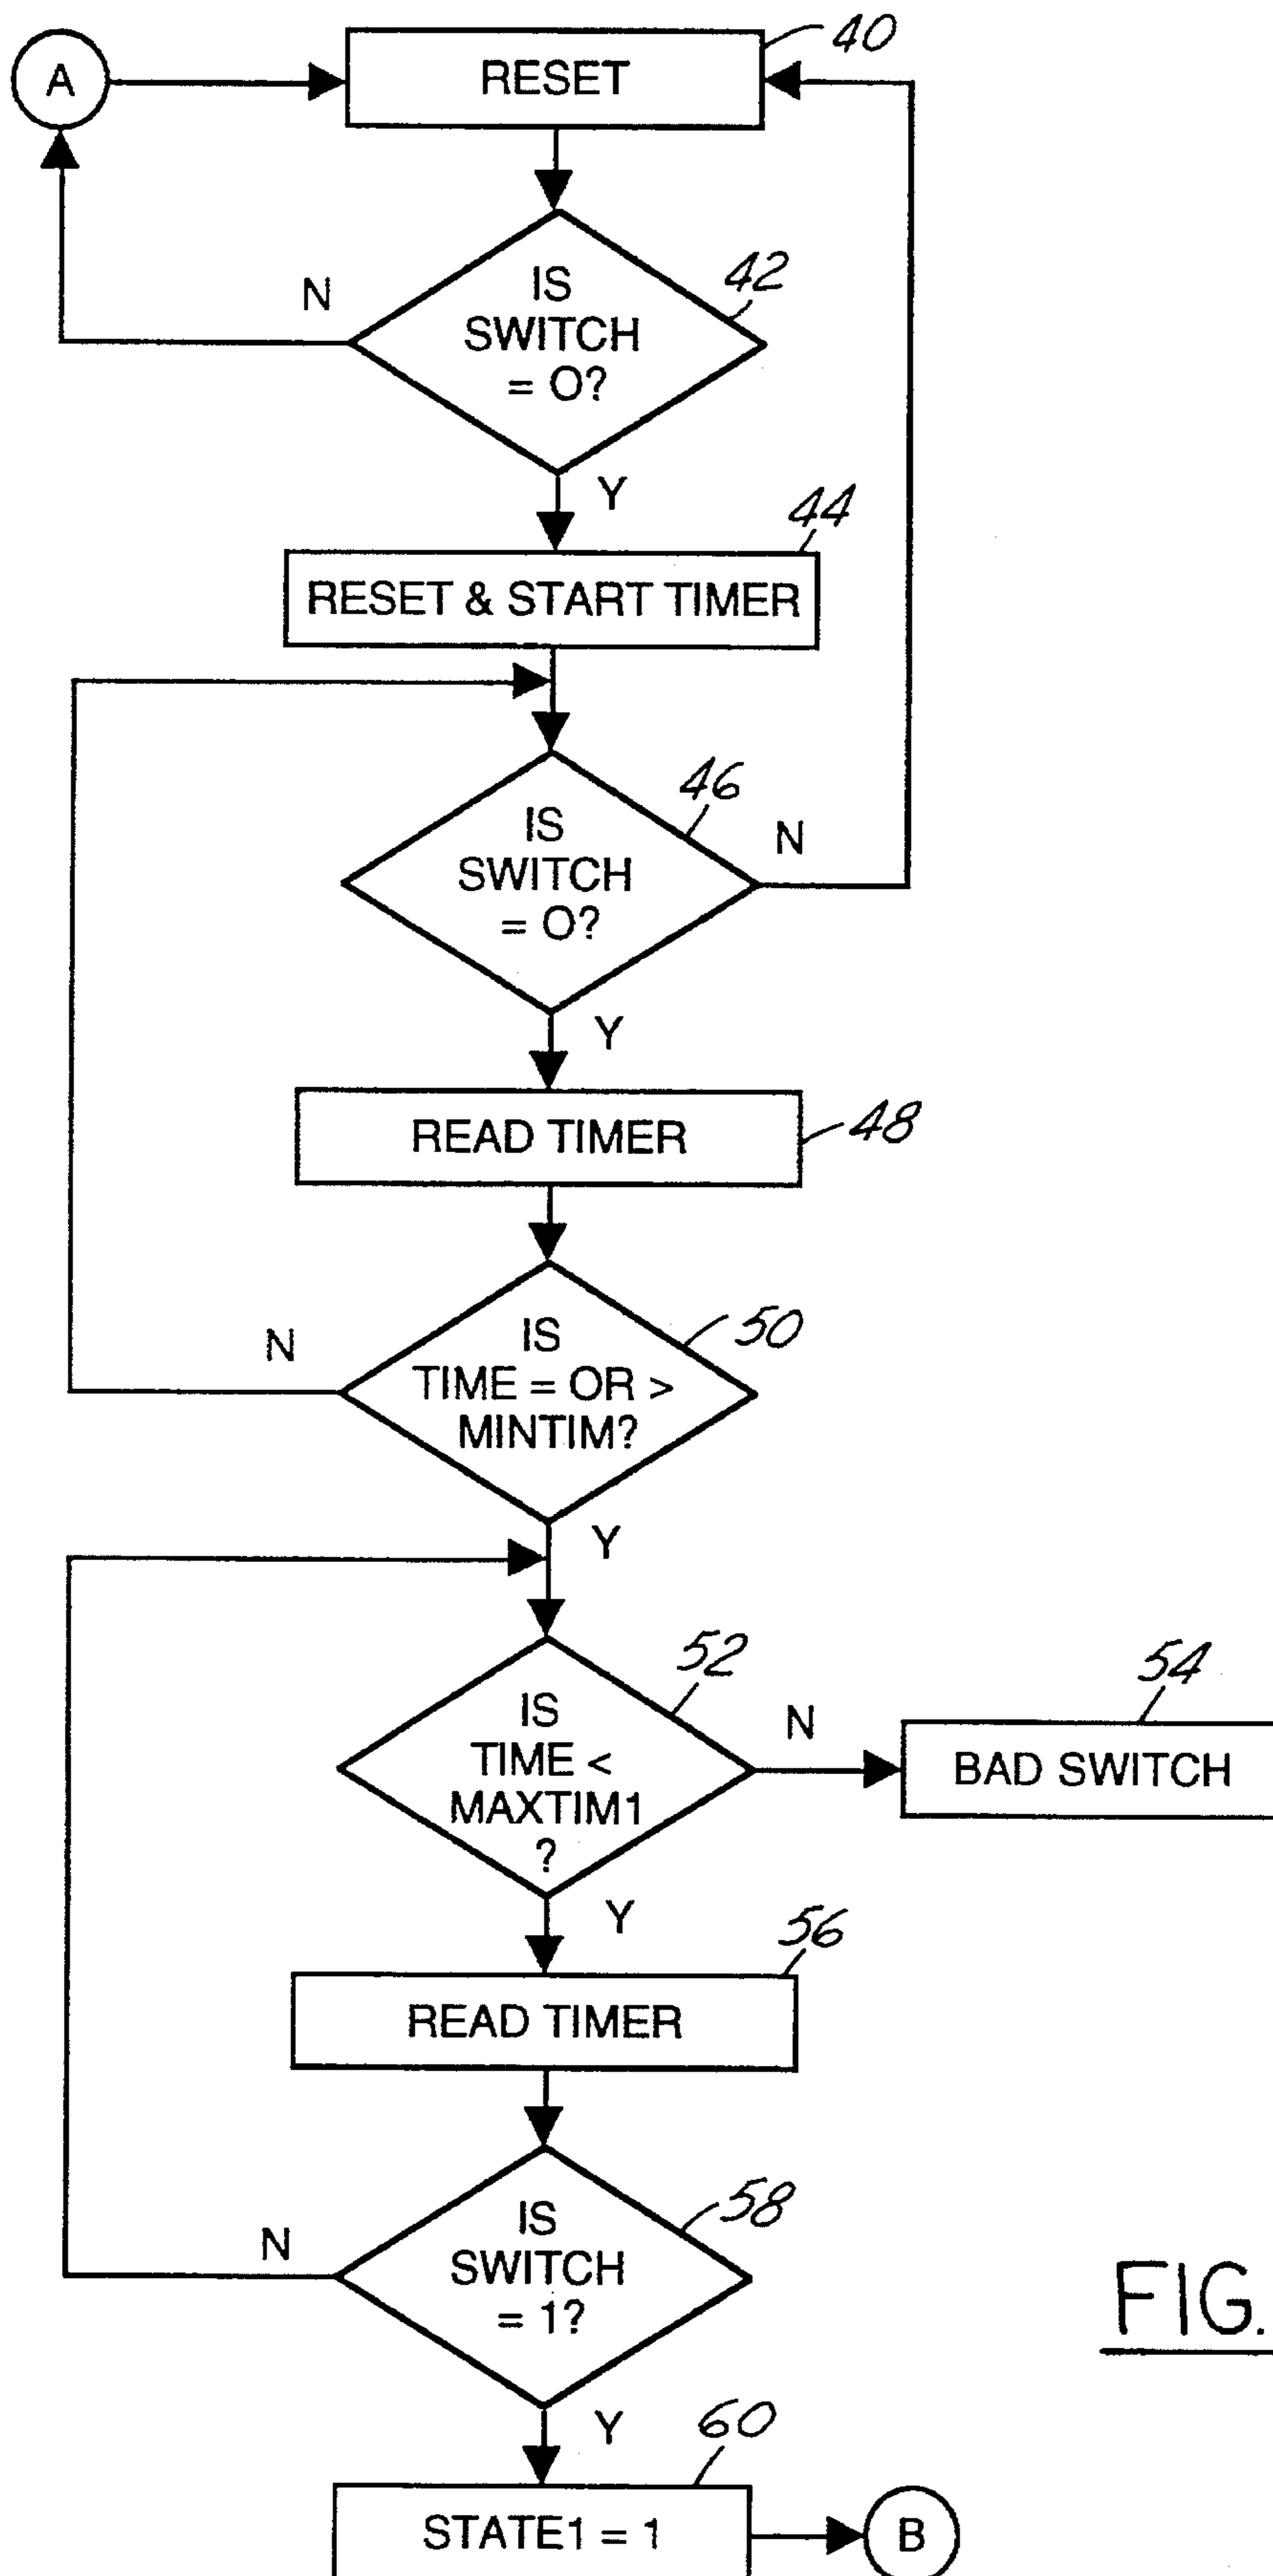 A
RESET
40
N
IS
SWITCH
= O?
42
Y
44
RESET & START TIMER
46
IS
SWITCH
= O?
N
Y
READ TIMER
48
50
N
IS
TIME = OR >
MINTIM?
Y
52
IS
TIME <
MAXTIM1
?
N
54
BAD SWITCH
Y
56
READ TIMER
58
N
IS
SWITCH
= 1?
FIG.
Y
60
STATE1 = 1
B